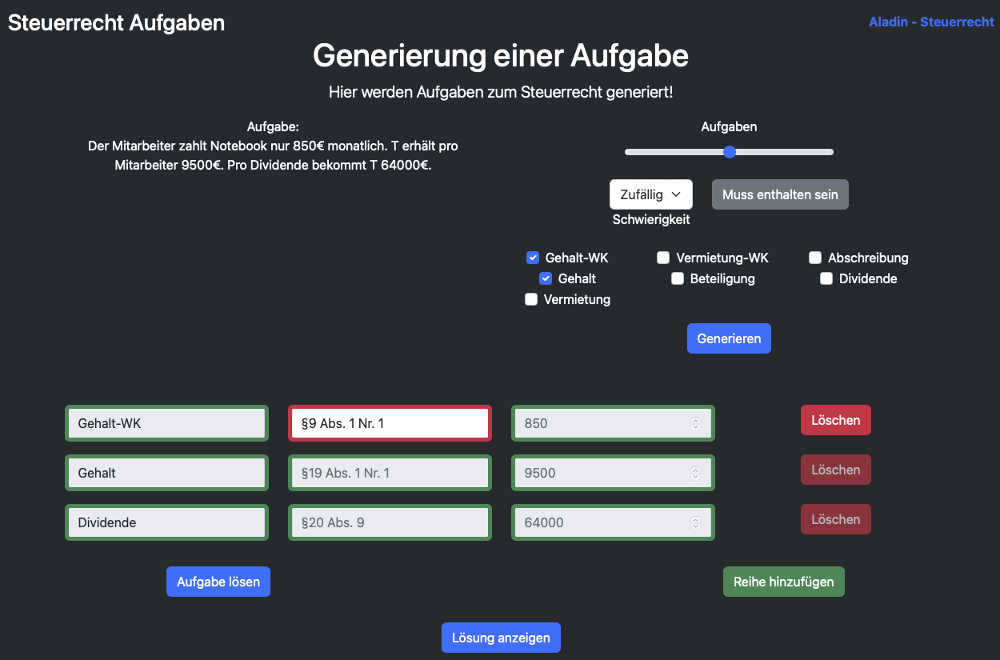 Steuerrecht Aufgaben
Aladin - Steuerrecht
Generierung einer Aufgabe
Hier werden Aufgaben zum Steuerrecht generiert!
Aufgabe:
Der Mitarbeiter zahlt Notebook nur 850€ monatlich. T erhält pro
Mitarbeiter 9500€. Pro Dividende bekommt T 64000€.
Aufgaben
Zufällig
Muss enthalten sein
Schwierigkeit
Gehalt-WK
Vermietung-WK
Abschreibung
Gehalt
Beteiligung
Dividende
Vermietung
Generieren
Gehalt-WK
§9 Abs. 1 Nr. 1
850
Löschen
Gehalt
§19 Abs. 1 Nr. 1
9500
Löschen
Dividende
§20 Abs. 9
64000
Löschen
Aufgabe lösen
Reihe hinzufügen
Lösung anzeigen